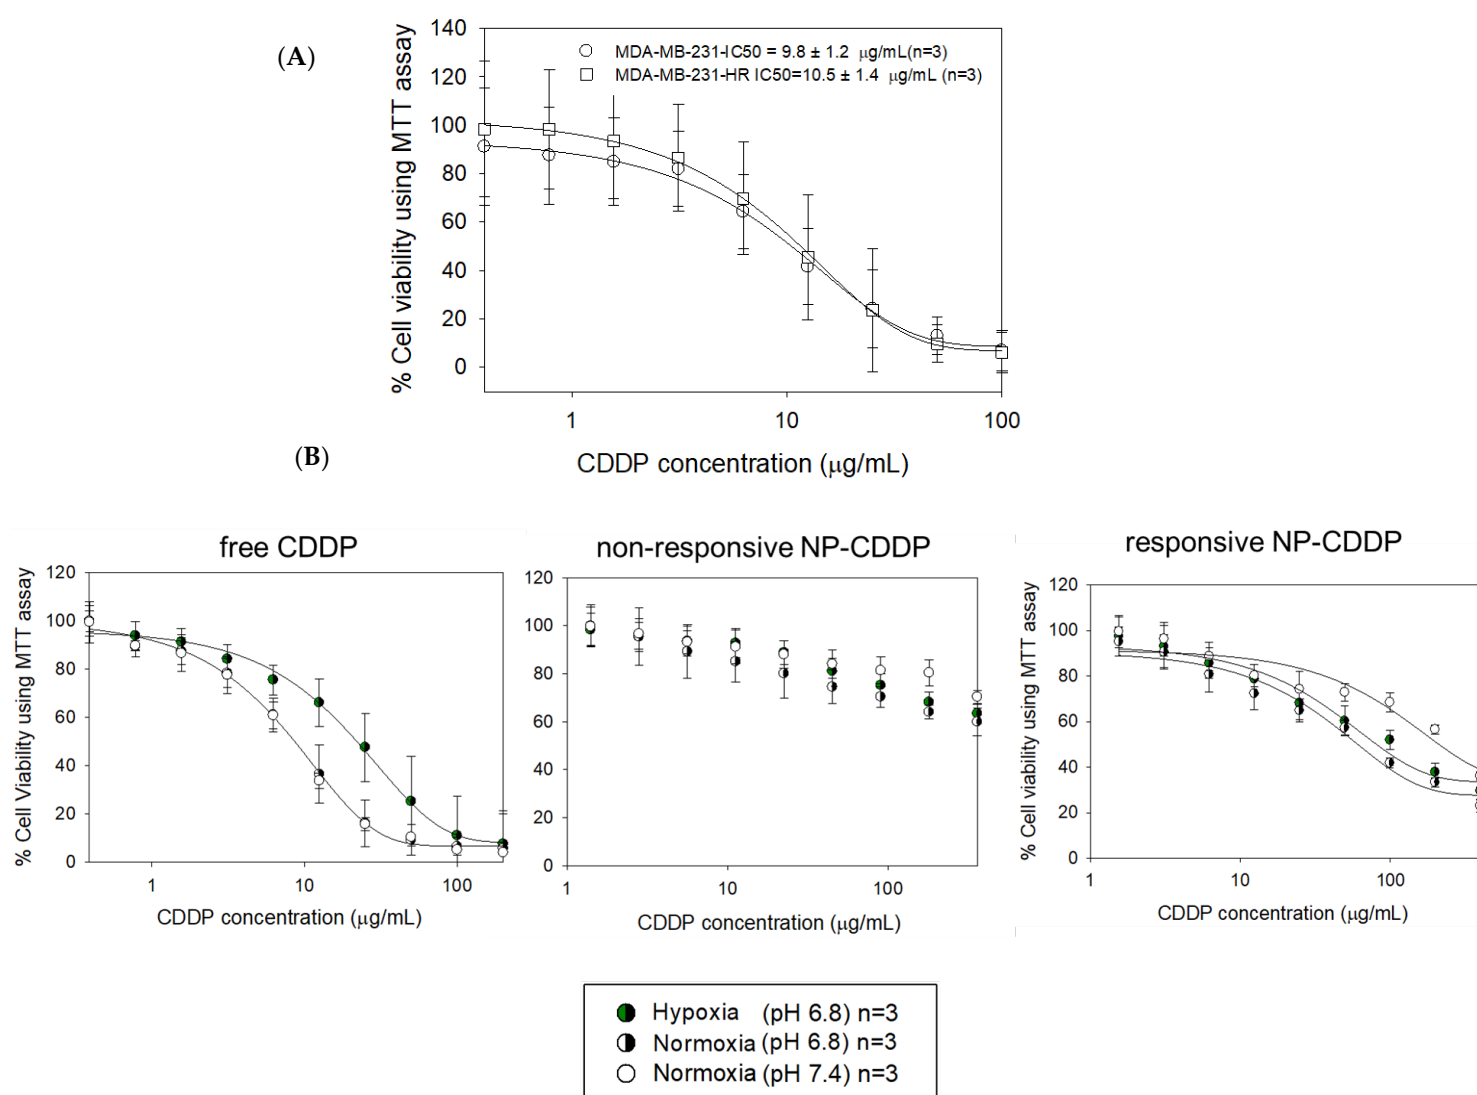 (A)
% Cell viability using MTT assay
140
120
100
80
60
40
20
0
MDA-MB-231-IC50 = 9.8 ± 1.2 μg/mL(n=3)
MDA-MB-231-HR IC50=10.5 ± 1.4 μg/mL (n=3)
1
10
100
CDDP concentration (μg/mL)
(B)
free CDDP
% Cell Viability using MTT assay
120
100
80
60
40
20
0
1
10
100
CDDP concentration (μg/mL)
non-responsive NP-CDDP
120
100
80
60
40
20
0
1
10
100
CDDP concentration (μg/mL)
responsive NP-CDDP
% Cell viability using MTT assay
120
100
80
60
40
20
0
1
10
100
CDDP concentration (μg/mL)
Hypoxia (pH 6.8) n=3
Normoxia (pH 6.8) n=3
Normoxia (pH 7.4) n=3